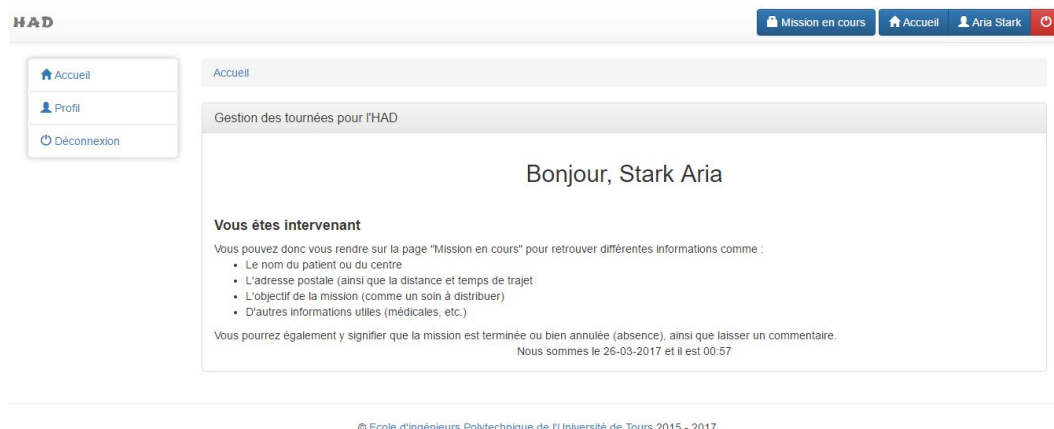 HAD
Mission en cours Accueil Aria Stark
Accueil
Profil
Déconnexion
Accueil
Gestion des tournées pour l'HAD
Bonjour, Stark Aria
Vous êtes intervenant
Vous pouvez donc vous rendre sur la page "Mission en cours" pour retrouver différentes informations comme :
• Le nom du patient ou du centre
• L'adresse postale (ainsi que la distance et temps de trajet
• L'objectif de la mission (comme un soin à distribuer)
• D'autres informations utiles (médicales, etc.)
Vous pourrez également y signifier que la mission est terminée ou bien annulée (absence), ainsi que laisser un commentaire.
Nous sommes le 26-03-2017 et il est 00:57
© Ecole d'ingénieurs Polytechnique de l'Université de Tours 2015 - 2017